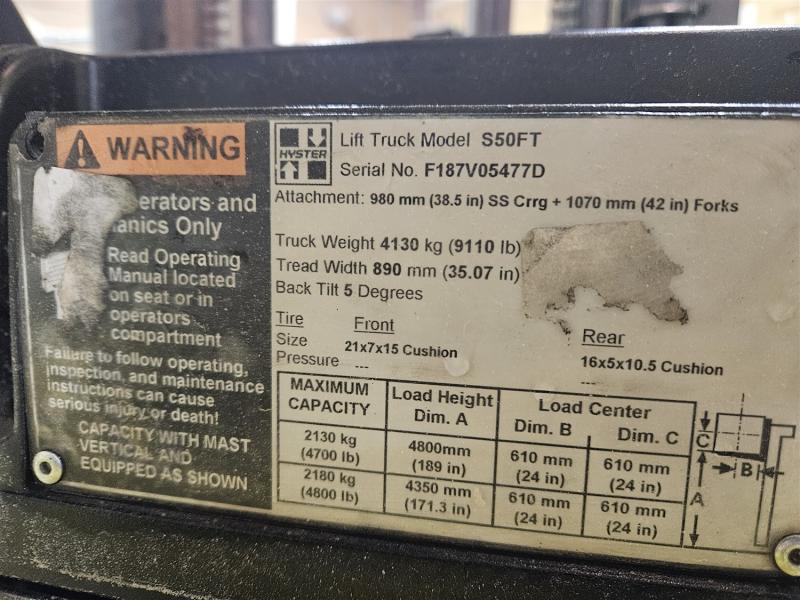 WARNING
erators and
anics Only
Read Operating
Manual located
on seat or in
operators
compartment
Failure to follow operating,
inspection, and maintenance
instructions can cause
serious injury or death!
CAPACITY WITH MAST
VERTICAL AND
EQUIPPED AS SHOWN
HYSTER
Lift Truck Model S50FT
Serial No. F187V05477D
Attachment: 980 mm (38.5 in) SS Crrg + 1070 mm (42 in) Forks
Truck Weight 4130 kg (9110 lb)
Tread Width 890 mm (35.07 in)
Back Tilt 5 Degrees
Tire Front Rear
Size 21x7x15 Cushion 16x5x10.5 Cushion
Pressure --- ---
MAXIMUM CAPACITY Load Height Dim. A Load Center Dim. B Dim. C
2130 kg (4700 lb) 4800mm (189 in) 610 mm (24 in) 610 mm (24 in)
2180 kg (4800 lb) 4350 mm (171.3 in) 610 mm (24 in) 610 mm (24 in)
C
B
A